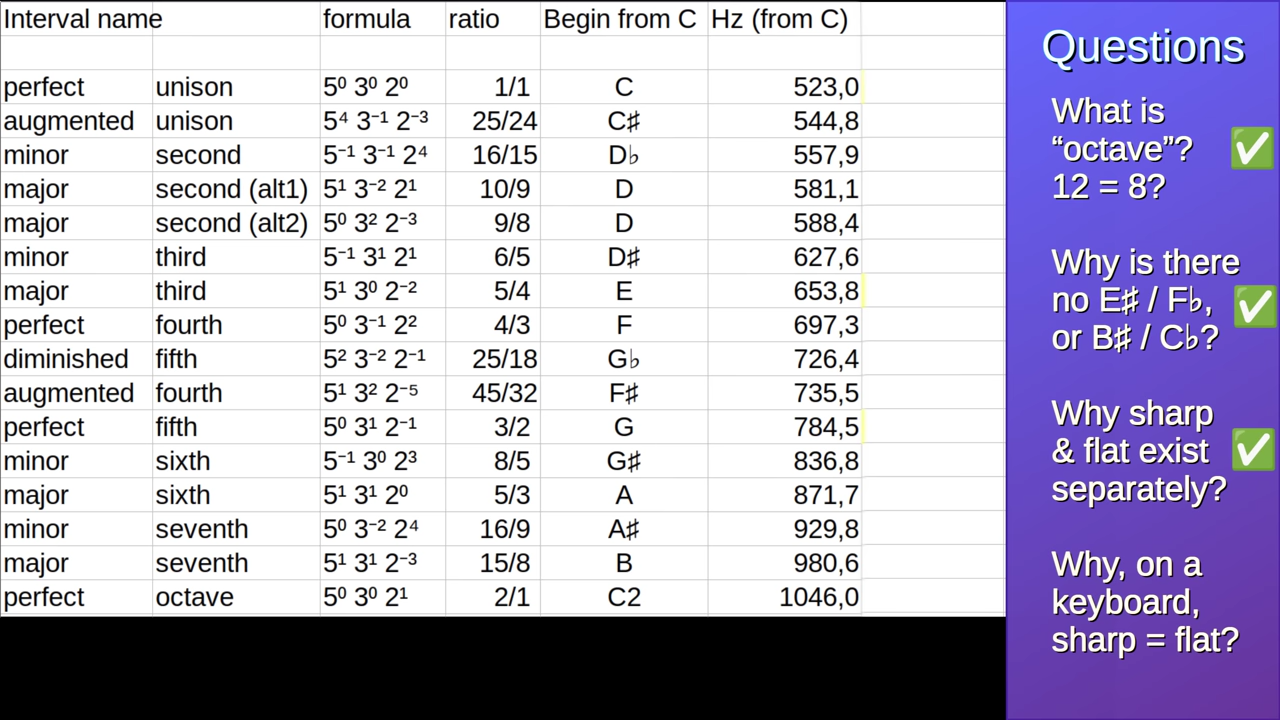 Interval name formula ratio Begin from C Hz (from C)
perfect unison 5⁰ 3⁰ 2⁰ 1/1 C 523,0
augmented unison 5⁴ 3⁻¹ 2⁻³ 25/24 C♯ 544,8
minor second 5⁻¹ 3⁻¹ 2⁴ 16/15 D♭ 557,9
major second (alt1) 5¹ 3⁻² 2¹ 10/9 D 581,1
major second (alt2) 5⁰ 3² 2⁻³ 9/8 D 588,4
minor third 5⁻¹ 3¹ 2¹ 6/5 D♯ 627,6
major third 5¹ 3⁰ 2⁻² 5/4 E 653,8
perfect fourth 5⁰ 3⁻¹ 2² 4/3 F 697,3
diminished fifth 5² 3⁻² 2⁻¹ 25/18 G♭ 726,4
augmented fourth 5¹ 3² 2⁻⁵ 45/32 F♯ 735,5
perfect fifth 5⁰ 3¹ 2⁻¹ 3/2 G 784,5
minor sixth 5⁻¹ 3⁰ 2³ 8/5 G♯ 836,8
major sixth 5¹ 3¹ 2⁰ 5/3 A 871,7
minor seventh 5⁰ 3⁻² 2⁴ 16/9 A♯ 929,8
major seventh 5¹ 3¹ 2⁻³ 15/8 B 980,6
perfect octave 5⁰ 3⁰ 2¹ 2/1 C2 1046,0
Questions
What is
“octave”?
12 = 8?
Why is there
no E♯ / F♭,
or B♯ / C♭?
Why sharp
& flat exist
separately?
Why, on a
keyboard,
sharp = flat?